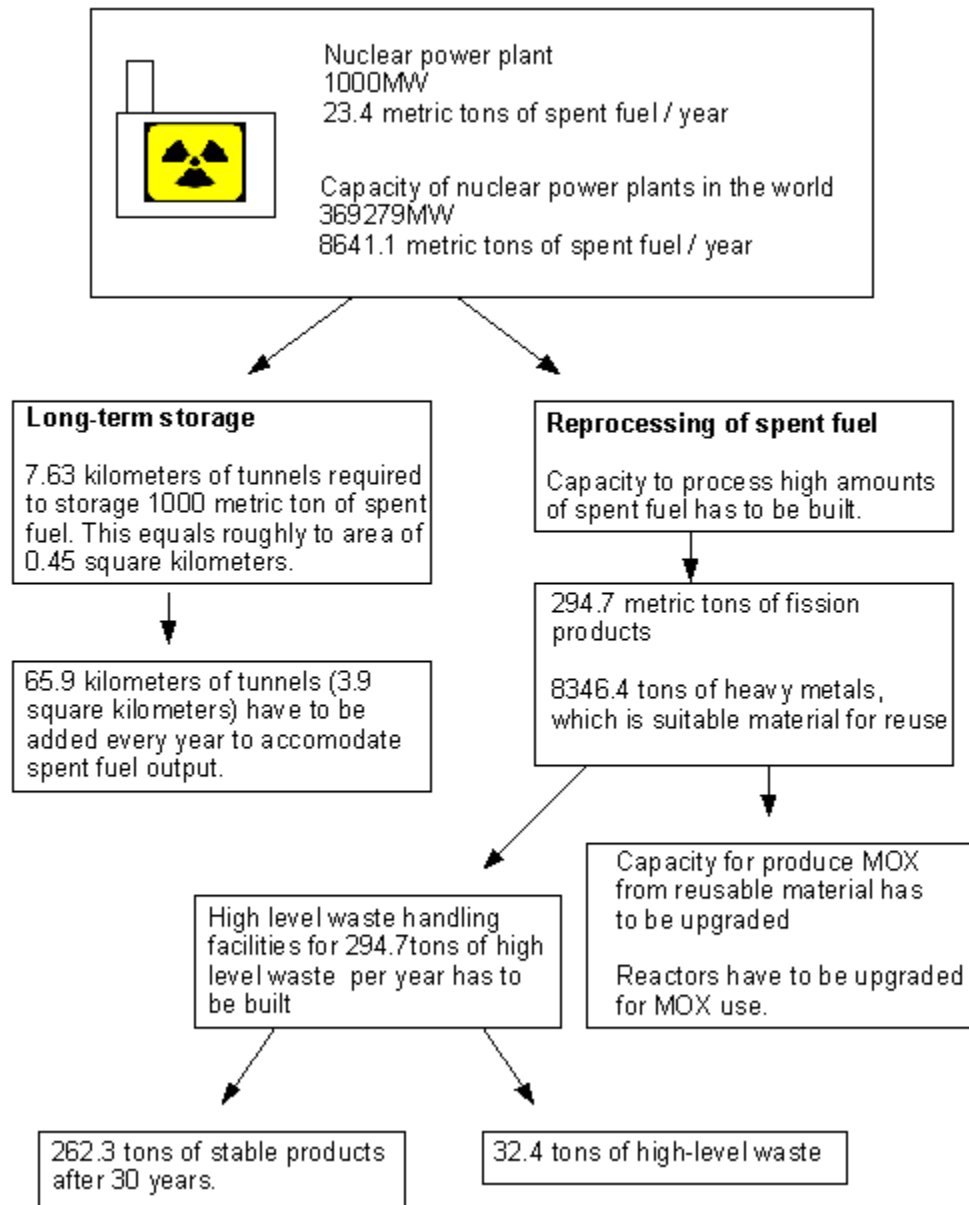 Nuclear power plant
1000MW
23.4 metric tons of spent fuel / year
Capacity of nuclear power plants in the world
369279MW
8641.1 metric tons of spent fuel / year
Long-term storage
7.63 kilometers of tunnels required
to storage 1000 metric ton of spent
fuel. This equals roughly to area of
0.45 square kilometers.
65.9 kilometers of tunnels (3.9
square kilometers) have to be
added every year to accomodate
spent fuel output.
Reprocessing of spent fuel
Capacity to process high amounts
of spent fuel has to be built.
294.7 metric tons of fission
products
8346.4 tons of heavy metals,
which is suitable material for reuse
High level waste handling
facilities for 294.7tons of high
level waste per year has to
be built
Capacity for produce MOX
from reusable material has
to be upgraded
Reactors have to be upgraded
for MOX use.
262.3 tons of stable products
after 30 years.
32.4 tons of high-level waste